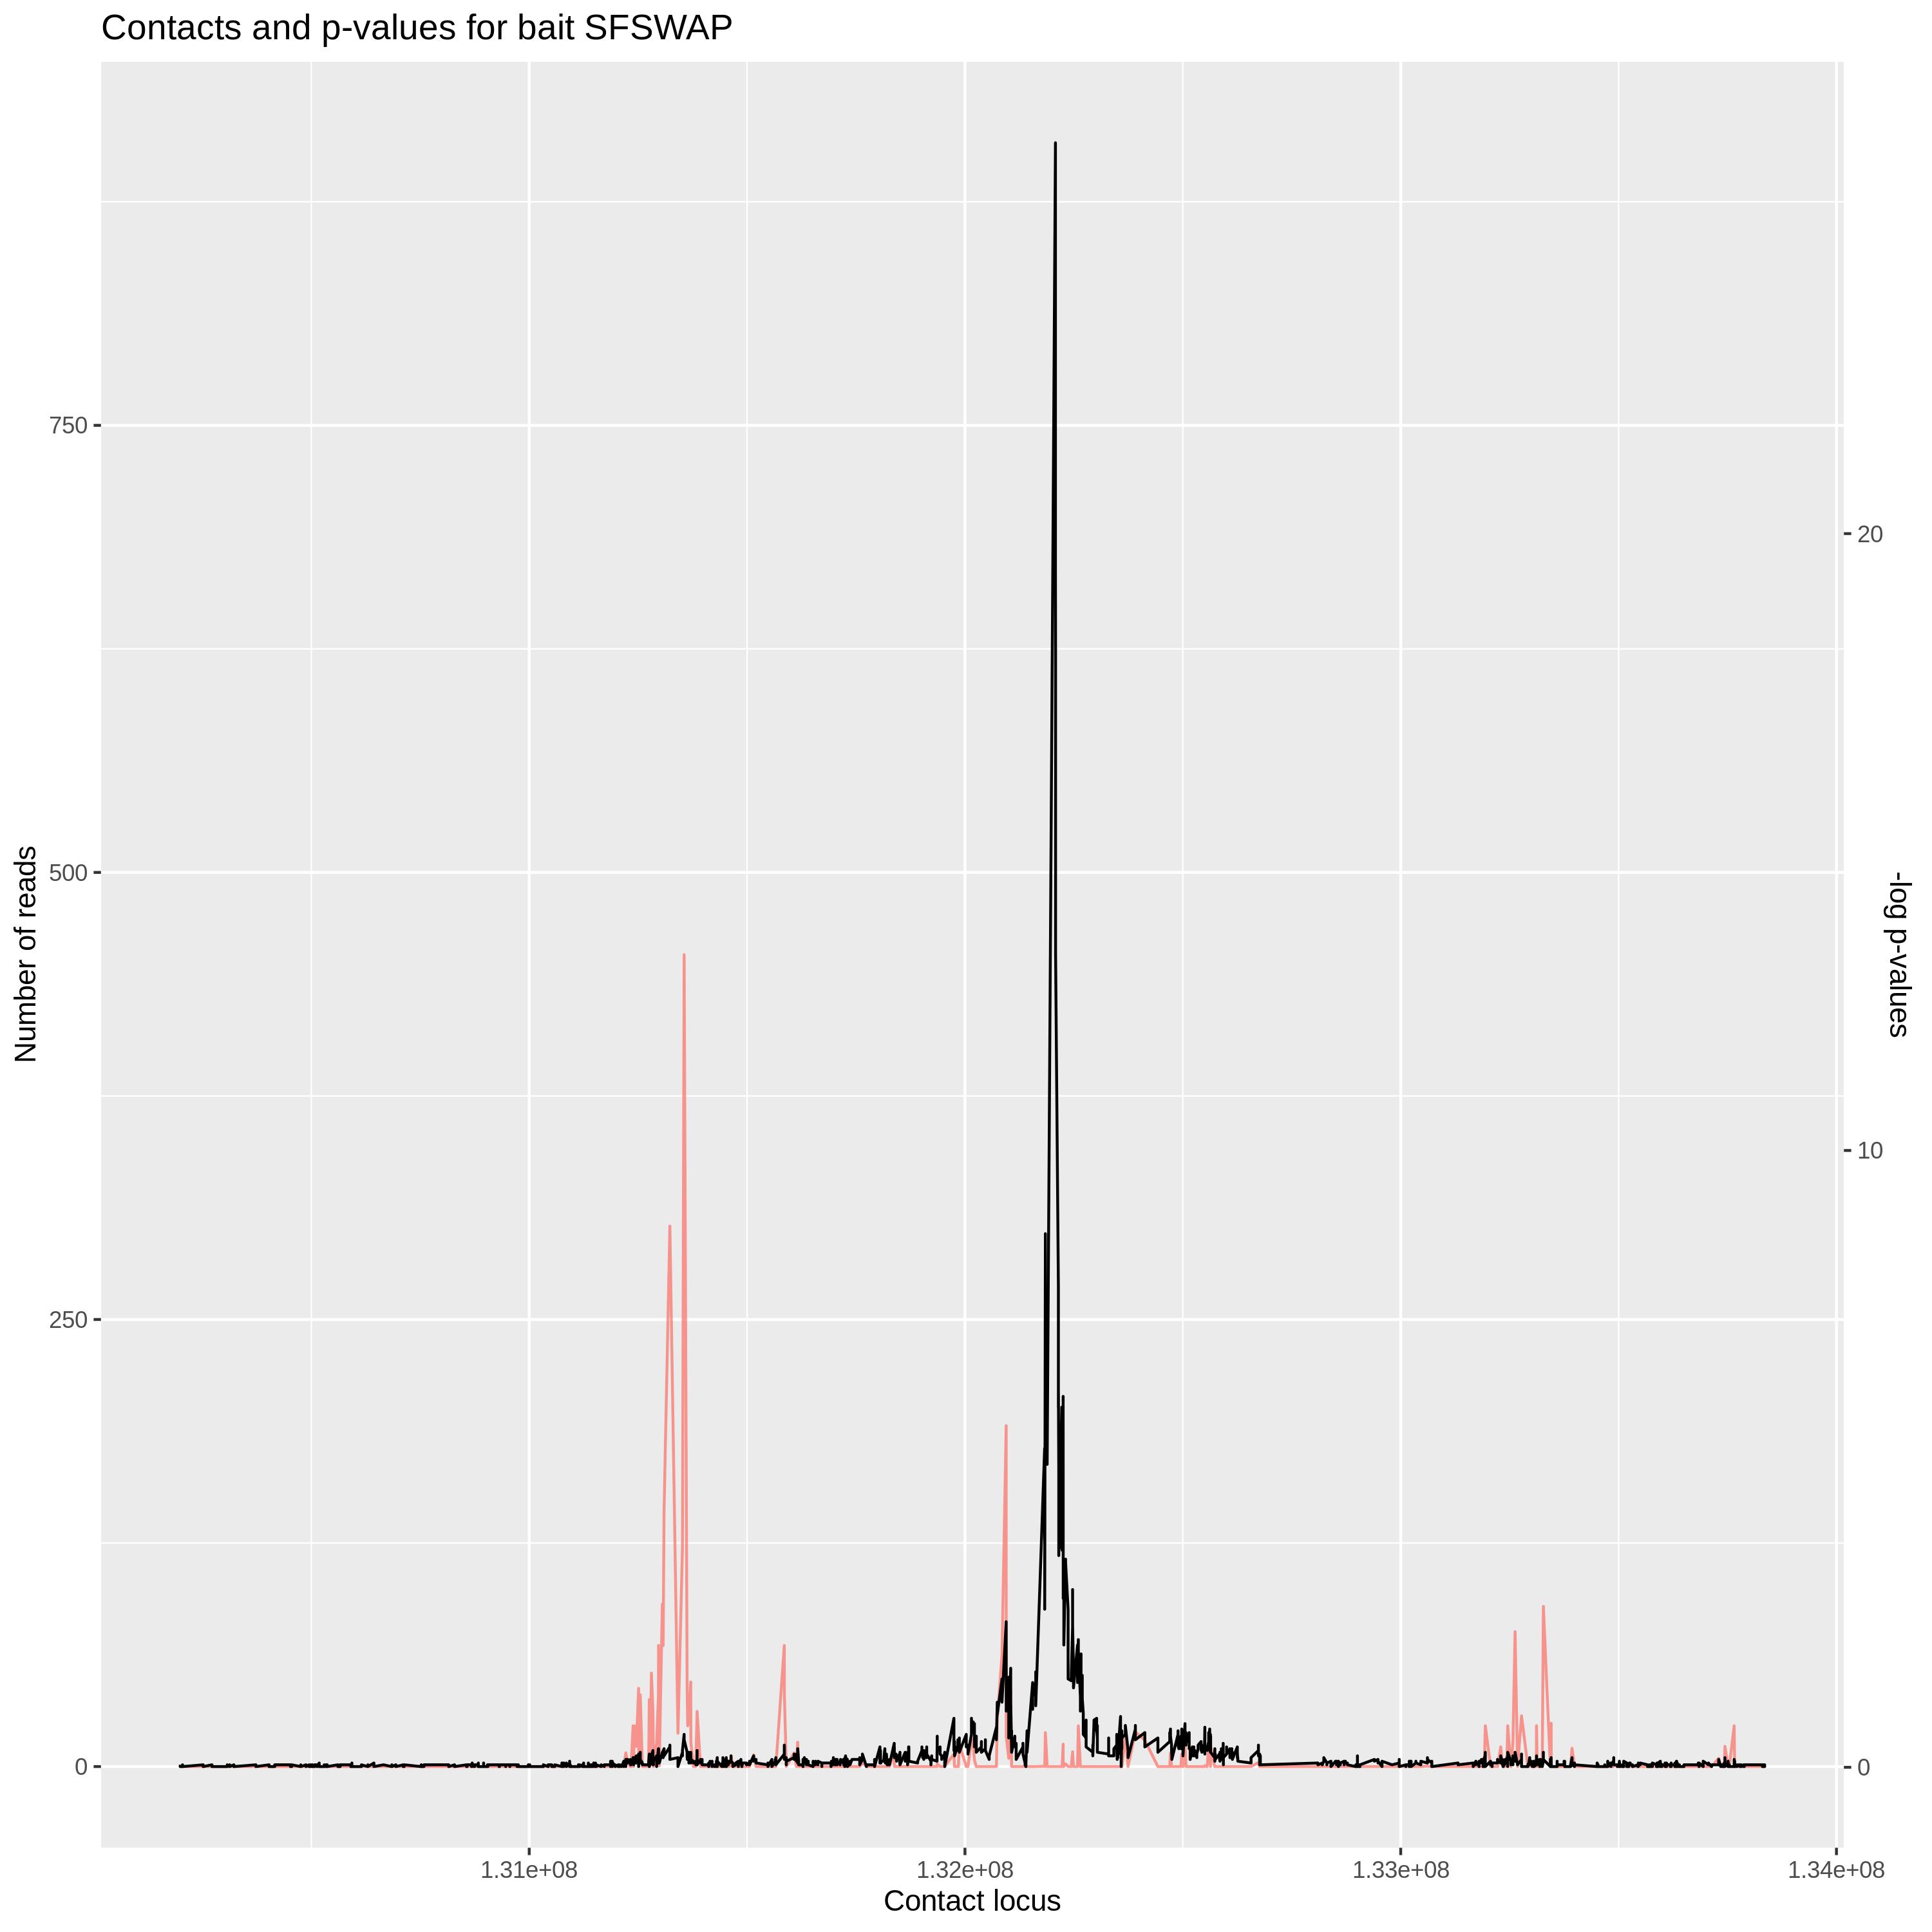 Contacts and p-values for bait SFSWAP
750
500
250
0
Number of reads
20
10
0
-log p-values
1.31e+08
1.32e+08
1.33e+08
1.34e+08
Contact locus